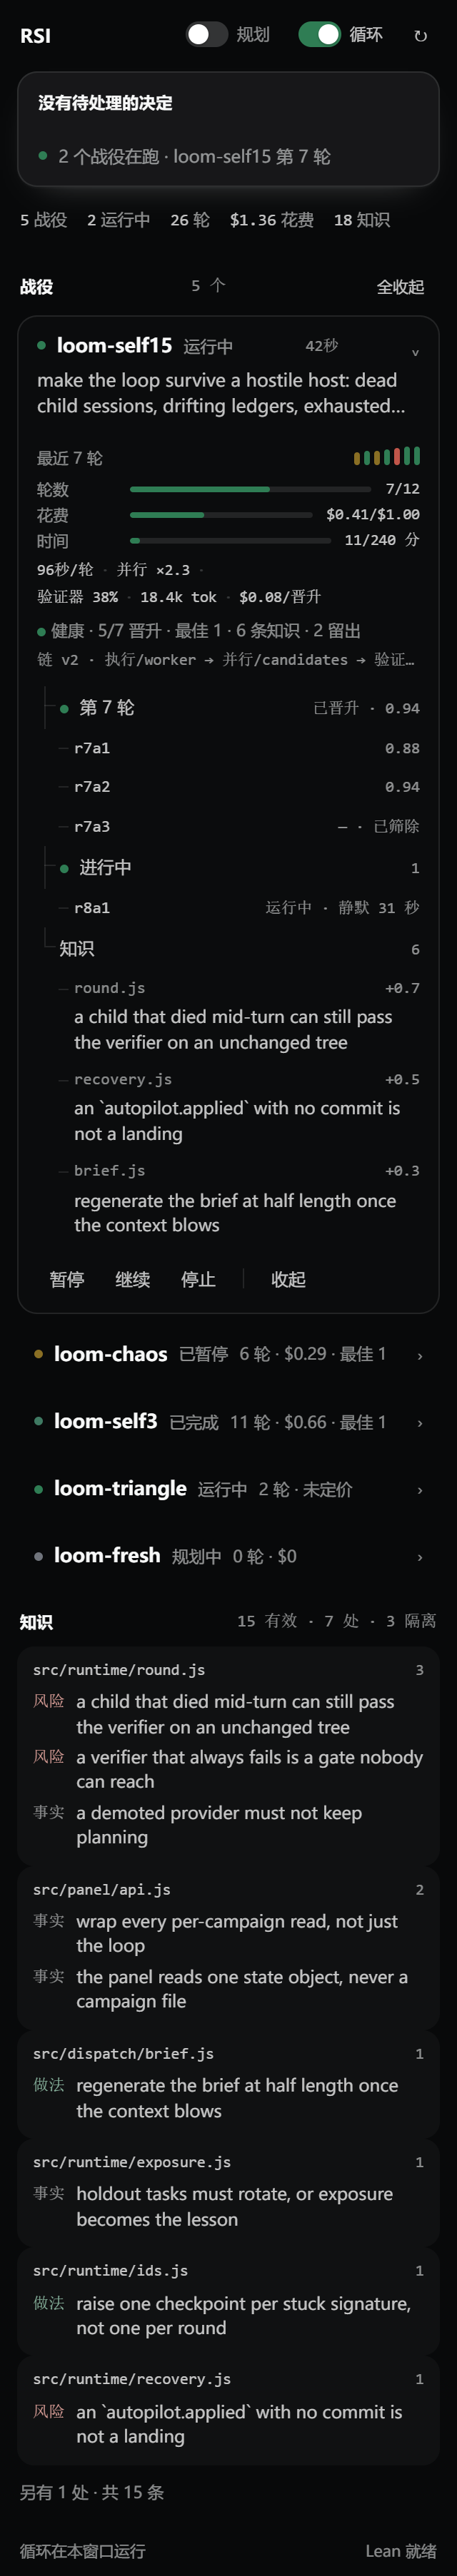 RSI 规划 循环 ↻
没有待处理的决定
2 个战役在跑 · loom-self15 第 7 轮
5 战役 2 运行中 26 轮 $1.36 花费 18 知识
战役 5 个 全收起
loom-self15 运行中 42秒 v
make the loop survive a hostile host: dead
child sessions, drifting ledgers, exhausted…
最近 7 轮
轮数 7/12
花费 $0.41/$1.00
时间 11/240 分
96秒/轮 · 并行 ×2.3 ·
验证器 38% · 18.4k tok · $0.08/晋升
健康 · 5/7 晋升 · 最佳 1 · 6 条知识 · 2 留出
链 v2 · 执行/worker → 并行/candidates → 验证…
第 7 轮 已晋升 · 0.94
r7a1 0.88
r7a2 0.94
r7a3 — · 已筛除
进行中 1
r8a1 运行中 · 静默 31 秒
知识 6
round.js +0.7
a child that died mid-turn can still pass
the verifier on an unchanged tree
recovery.js +0.5
an `autopilot.applied` with no commit is
not a landing
brief.js +0.3
regenerate the brief at half length once
the context blows
暂停 继续 停止 收起
loom-chaos 已暂停 6 轮 · $0.29 · 最佳 1 ›
loom-self3 已完成 11 轮 · $0.66 · 最佳 1 ›
loom-triangle 运行中 2 轮 · 未定价 ›
loom-fresh 规划中 0 轮 · $0 ›
知识 15 有效 · 7 处 · 3 隔离
src/runtime/round.js 3
风险 a child that died mid-turn can still pass
the verifier on an unchanged tree
风险 a verifier that always fails is a gate nobody
can reach
事实 a demoted provider must not keep
planning
src/panel/api.js 2
事实 wrap every per-campaign read, not just
the loop
事实 the panel reads one state object, never a
campaign file
src/dispatch/brief.js 1
做法 regenerate the brief at half length once
the context blows
src/runtime/exposure.js 1
事实 holdout tasks must rotate, or exposure
becomes the lesson
src/runtime/ids.js 1
做法 raise one checkpoint per stuck signature,
not one per round
src/runtime/recovery.js 1
风险 an `autopilot.applied` with no commit is
not a landing
另有 1 处 · 共 15 条
循环在本窗口运行 Lean 就绪